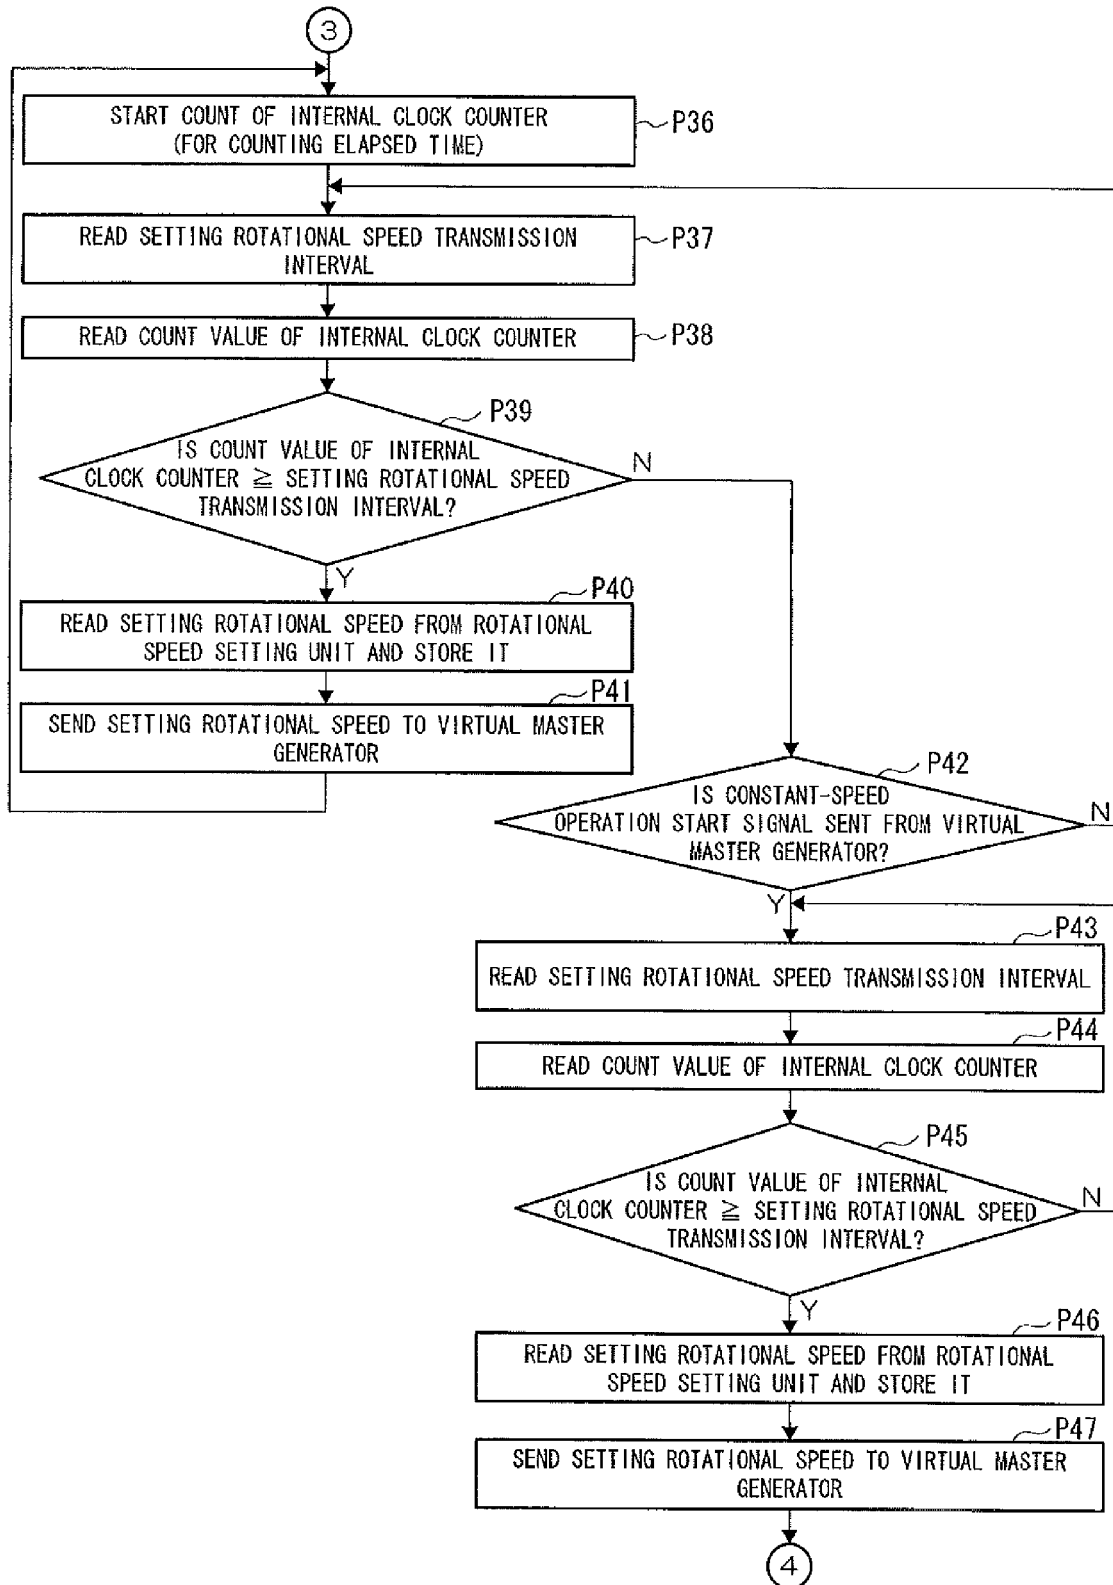 3
START COUNT OF INTERNAL CLOCK COUNTER
(FOR COUNTING ELAPSED TIME)
P36
READ SETTING ROTATIONAL SPEED TRANSMISSION
INTERVAL
P37
READ COUNT VALUE OF INTERNAL CLOCK COUNTER
P38
P39
IS COUNT VALUE OF INTERNAL
CLOCK COUNTER ≧ SETTING ROTATIONAL SPEED
TRANSMISSION INTERVAL?
N
Y
P40
READ SETTING ROTATIONAL SPEED FROM ROTATIONAL
SPEED SETTING UNIT AND STORE IT
P41
SEND SETTING ROTATIONAL SPEED TO VIRTUAL MASTER
GENERATOR
P42
IS CONSTANT-SPEED
OPERATION START SIGNAL SENT FROM VIRTUAL
MASTER GENERATOR?
N
Y
P43
READ SETTING ROTATIONAL SPEED TRANSMISSION INTERVAL
P44
READ COUNT VALUE OF INTERNAL CLOCK COUNTER
P45
IS COUNT VALUE OF INTERNAL
CLOCK COUNTER ≧ SETTING ROTATIONAL SPEED
TRANSMISSION INTERVAL?
N
Y
P46
READ SETTING ROTATIONAL SPEED FROM ROTATIONAL
SPEED SETTING UNIT AND STORE IT
P47
SEND SETTING ROTATIONAL SPEED TO VIRTUAL MASTER
GENERATOR
4